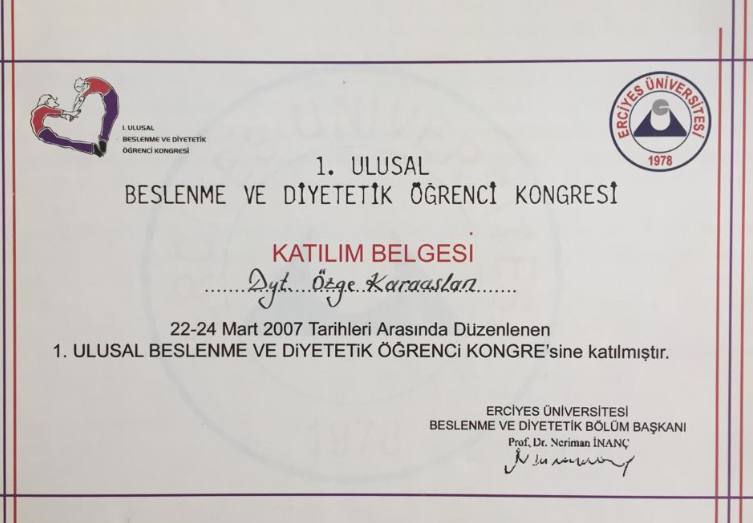 1. ULUSAL
BESLENME VE DİYETETİK
ÖĞRENCİ KONGRESİ
ERCİYES ÜNİVERSİTESİ
1978
1. ULUSAL
BESLENME VE DİYETETİK ÖĞRENCİ KONGRESİ
KATILIM BELGESİ
Dyt. Özge Karaaslan
22-24 Mart 2007 Tarihleri Arasında Düzenlenen
1. ULUSAL BESLENME VE DiYETETiK ÖĞRENCi KONGRE'sine katılmıştır.
ERCİYES ÜNİVERSİTESİ
BESLENME VE DİYETETİK BÖLÜM BAŞKANI
Prof. Dr. Neriman İNANÇ